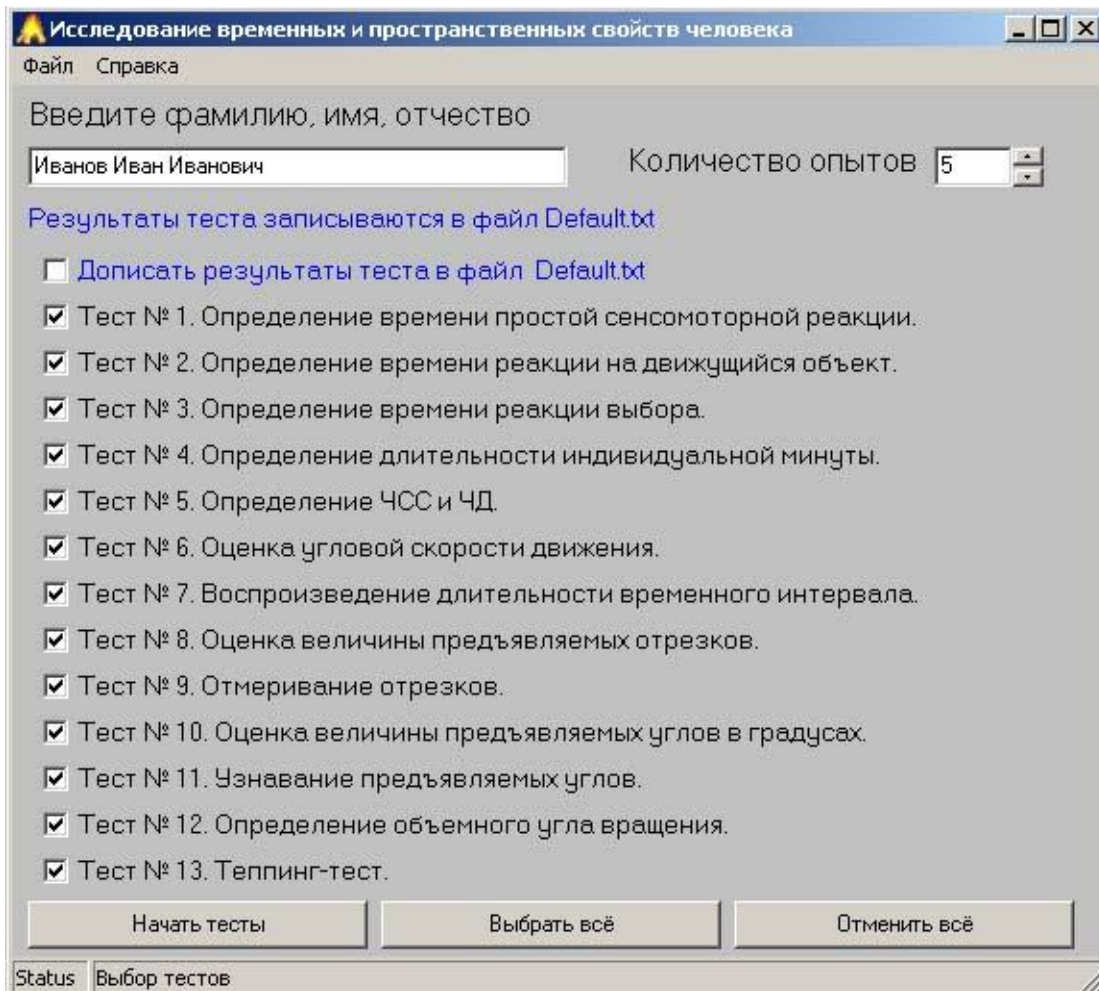 Исследование временных и пространственных свойств человека
Файл Справка
Введите фамилию, имя, отчество
Иванов Иван Иванович
Количество опытов 5
Результаты теста записываются в файл Default.txt
Дописать результаты теста в файл Default.txt
Тест № 1. Определение времени простой сенсомоторной реакции.
Тест № 2. Определение времени реакции на движущийся объект.
Тест № 3. Определение времени реакции выбора.
Тест № 4. Определение длительности индивидуальной минуты.
Тест № 5. Определение ЧСС и ЧД.
Тест № 6. Оценка угловой скорости движения.
Тест № 7. Воспроизведение длительности временного интервала.
Тест № 8. Оценка величины предъявляемых отрезков.
Тест № 9. Отмеривание отрезков.
Тест № 10. Оценка величины предъявляемых углов в градусах.
Тест № 11. Узнавание предъявляемых углов.
Тест № 12. Определение объемного угла вращения.
Тест № 13. Теппинг-тест.
Начать тесты Выбрать всё Отменить всё
Status Выбор тестов